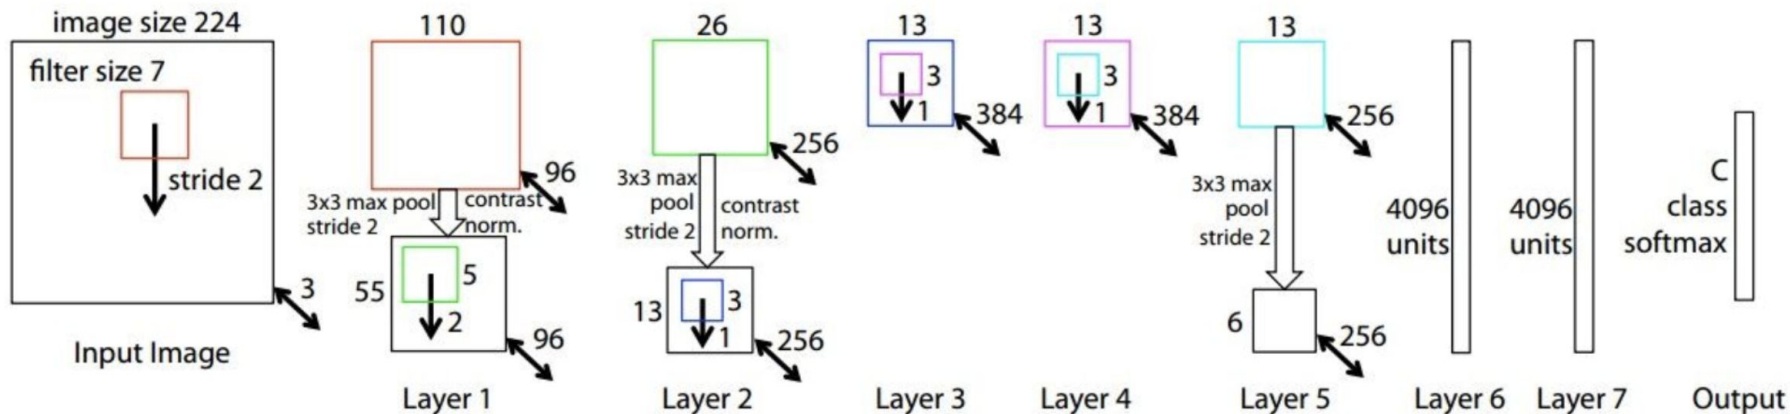 image size 224
filter size 7
stride 2
3
Input Image
110
96
3x3 max pool
stride 2
contrast
norm.
55
5
2
96
Layer 1
26
256
3x3 max
pool
stride 2
contrast
norm.
13
3
1
256
Layer 2
13
3
1
384
Layer 3
13
3
1
384
Layer 4
13
256
3x3 max
pool
stride 2
6
256
Layer 5
4096
units
Layer 6
4096
units
Layer 7
C
class
softmax
Output